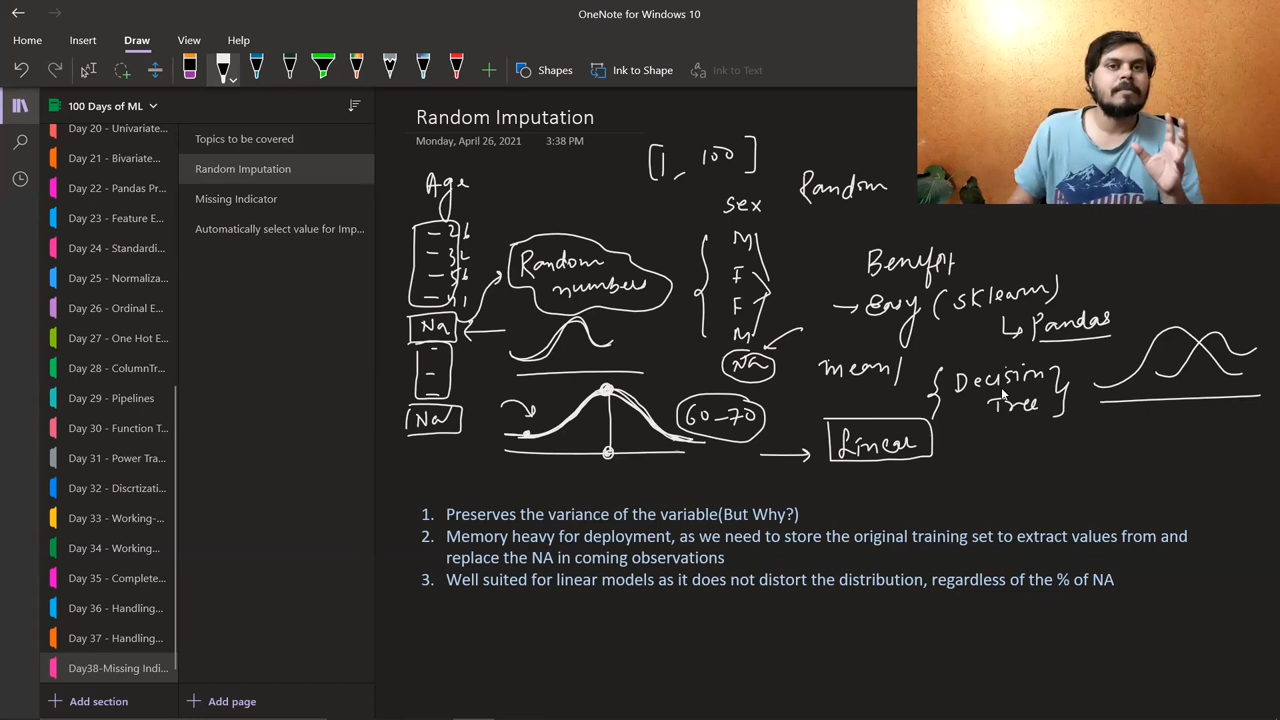 OneNote for Windows 10
Home Insert Draw View Help
Shapes Ink to Shape Ink to Text
100 Days of ML
Day 20 - Univariate...
Day 21 - Bivariate...
Day 22 - Pandas Pr...
Day 23 - Feature E...
Day 24 - Standardi...
Day 25 - Normaliza...
Day 26 - Ordinal E...
Day 27 - One Hot E...
Day 28 - ColumnTr...
Day 29 - Pipelines
Day 30 - Function T...
Day 31 - Power Tra...
Day 32 - Discrtizati...
Day 33 - Working-...
Day 34 - Working...
Day 35 - Complete...
Day 36 - Handling...
Day 37 - Handling...
Day38-Missing Indi...
Add section
Topics to be covered
Random Imputation
Missing Indicator
Automatically select value for Imp...
Add page
Random Imputation
Monday, April 26, 2021 3:38 PM
[1, 100]
Age
26
32
Na
Na
Random
numbers
60-70
sex
M
F
F
M
Na
Random
Benefit
→ easy (sklearn)
↳ Pandas
mean/
{ Decision }
Tree
Linear
1. Preserves the variance of the variable(But Why?)
2. Memory heavy for deployment, as we need to store the original training set to extract values from and
replace the NA in coming observations
3. Well suited for linear models as it does not distort the distribution, regardless of the % of NA